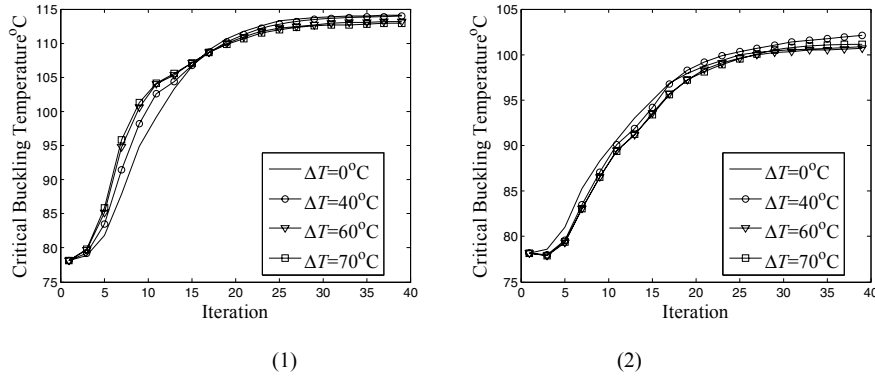 115
110
105
100
95
90
85
80
75
0 5 10 15 20 25 30 35 40
Critical Buckling Temperature°C
Iteration
ΔT=0°C
ΔT=40°C
ΔT=60°C
ΔT=70°C
(1)
105
100
95
90
85
80
75
0 5 10 15 20 25 30 35 40
Critical Buckling Temperature°C
Iteration
ΔT=0°C
ΔT=40°C
ΔT=60°C
ΔT=70°C
(2)